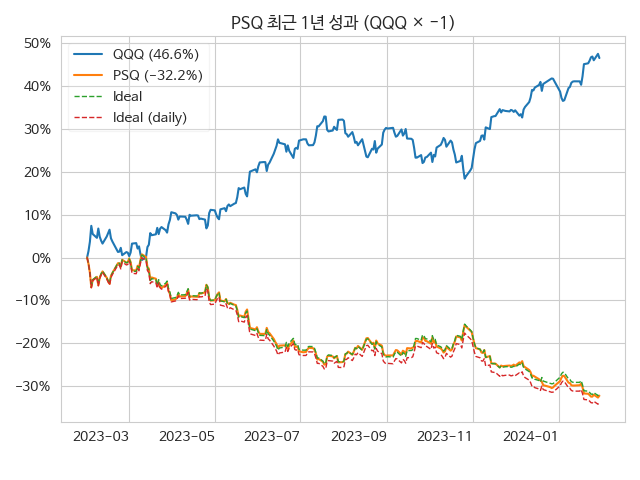 PSQ 최근 1년 성과 (QQQ × −1)
QQQ (46.6%)
PSQ (−32.2%)
Ideal
Ideal (daily)
50%
40%
30%
20%
10%
0%
−10%
−20%
−30%
2023−03 2023−05 2023−07 2023−09 2023−11 2024−01